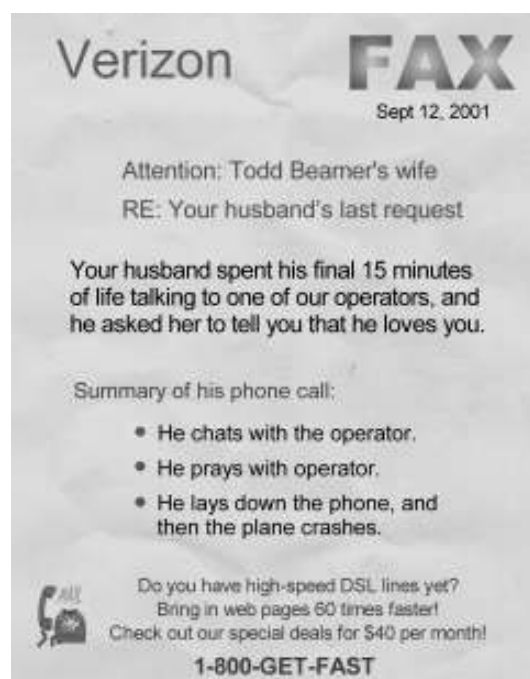 Verizon
FAX
Sept 12, 2001
Attention: Todd Beamer's wife
RE: Your husband's last request
Your husband spent his final 15 minutes
of life talking to one of our operators, and
he asked her to tell you that he loves you.
Summary of his phone call:
• He chats with the operator.
• He prays with operator.
• He lays down the phone, and
then the plane crashes.
Call
Do you have high-speed DSL lines yet?
Bring in web pages 60 times faster!
Check out our special deals for $40 per month!
1-800-GET-FAST